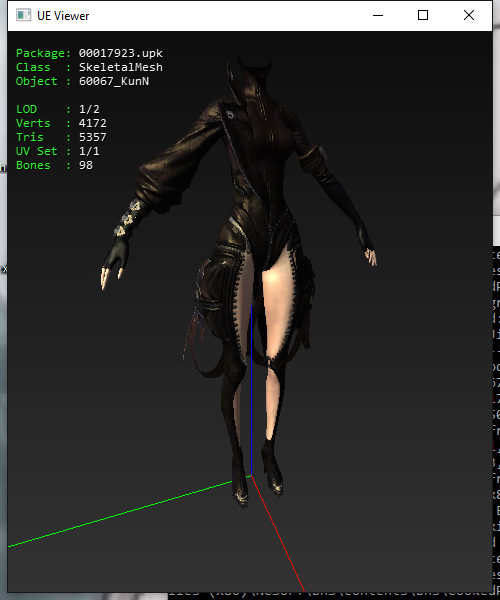 UE Viewer
Package: 00017923.upk
Class : SkeletalMesh
Object : 60067_KunN
LOD : 1/2
Verts : 4172
Tris : 5357
UV Set : 1/1
Bones : 98